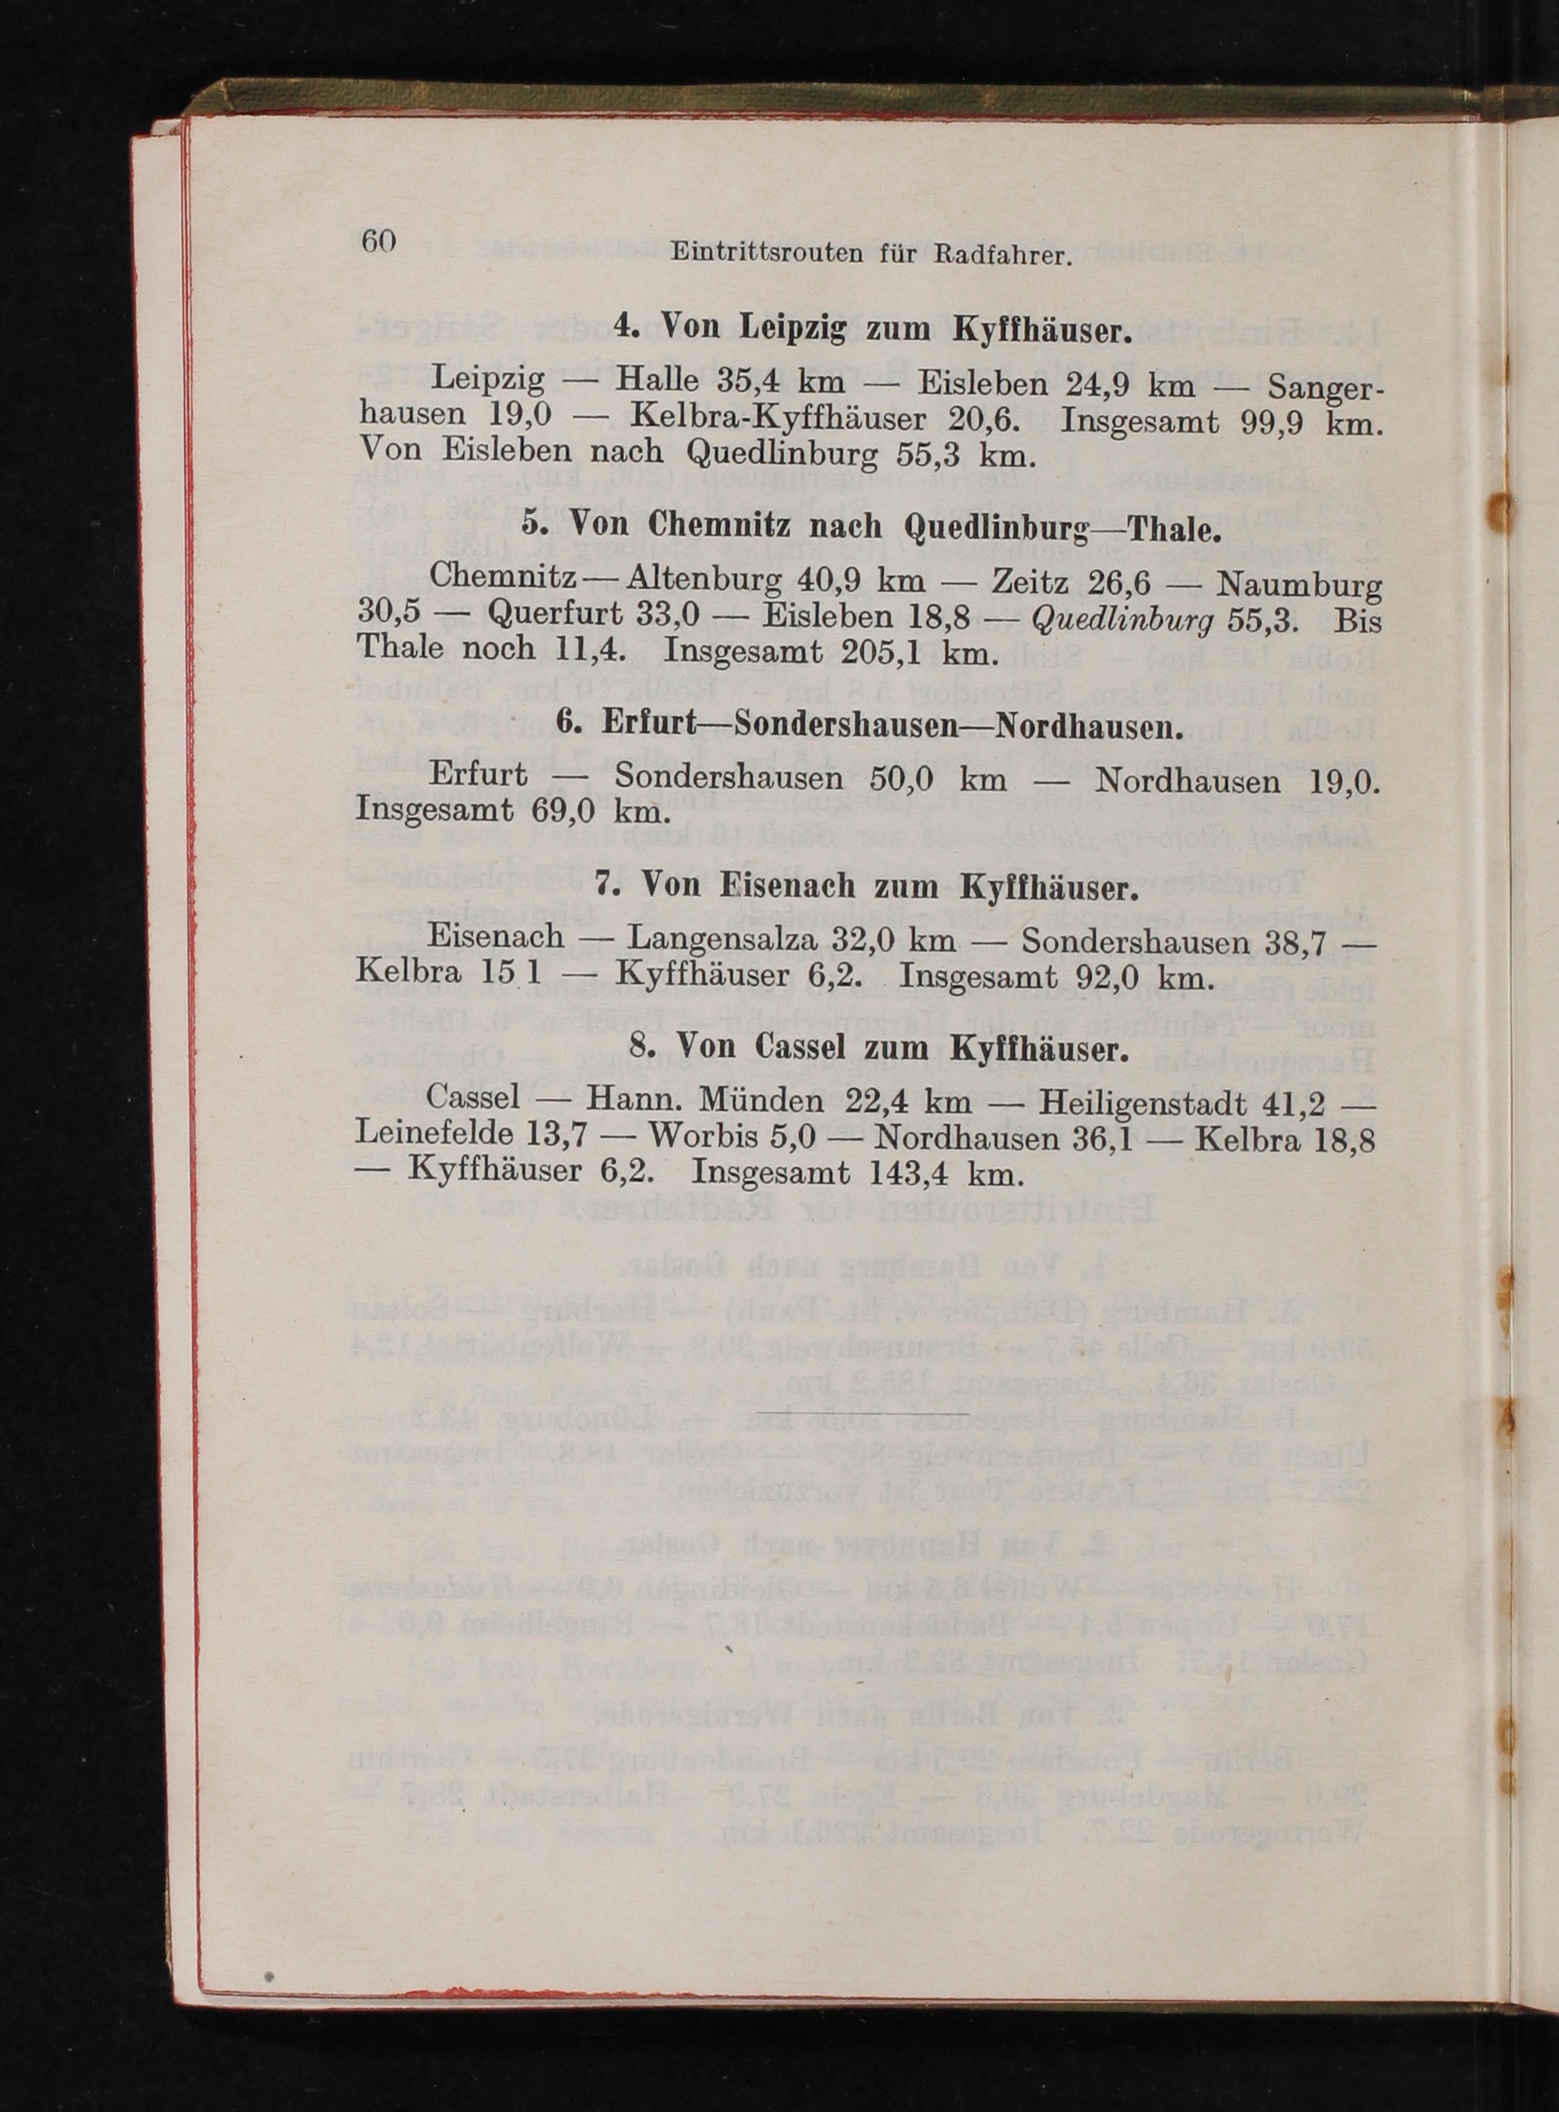 60
Eintrittsrouten für Radfahrer.
4. Von Leipzig zum Kyffhäuser.
Leipzig — Halle 35,4 km — Eisleben 24,9 km — Sanger-
hausen 19,0 — Kelbra-Kyffhäuser 20,6. Insgesamt 99,9 km.
Von Eisleben nach Quedlinburg 55,3 km.
5. Von Chemnitz nach Quedlinburg—Thale.
Chemnitz — Altenburg 40,9 km — Zeitz 26,6 — Naumburg
30,5 — Querfurt 33,0 — Eisleben 18,8 — Quedlinburg 55,3. Bis
Thale noch 11,4. Insgesamt 205,1 km.
6. Erfurt—Sondershausen—Nordhausen.
Erfurt — Sondershausen 50,0 km — Nordhausen 19,0.
Insgesamt 69,0 km.
7. Von Eisenach zum Kyffhäuser.
Eisenach — Langensalza 32,0 km — Sondershausen 38,7 —
Kelbra 15 1 — Kyffhäuser 6,2. Insgesamt 92,0 km.
8. Von Cassel zum Kyffhäuser.
Cassel — Hann. Münden 22,4 km — Heiligenstadt 41,2 —
Leinefelde 13,7 — Worbis 5,0 — Nordhausen 36,1 — Kelbra 18,8
— Kyffhäuser 6,2. Insgesamt 143,4 km.